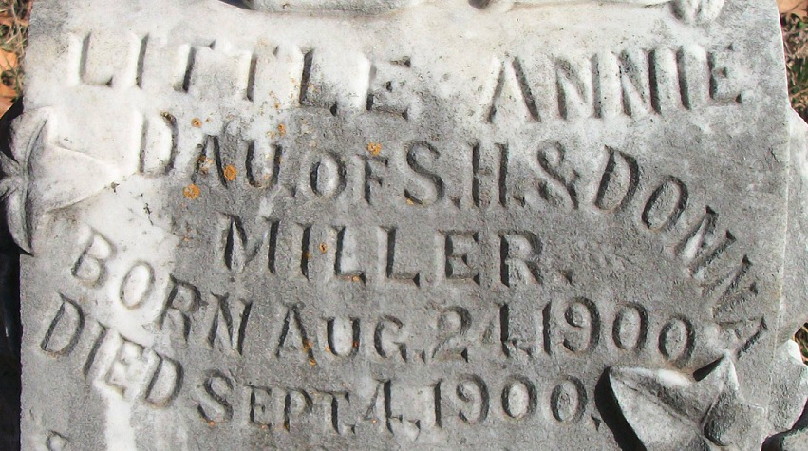 LITTLE ANNIE
DAU. OF S. H. & DONNA
MILLER.
BORN AUG. 24, 1900
DIED SEPT. 4, 1900.